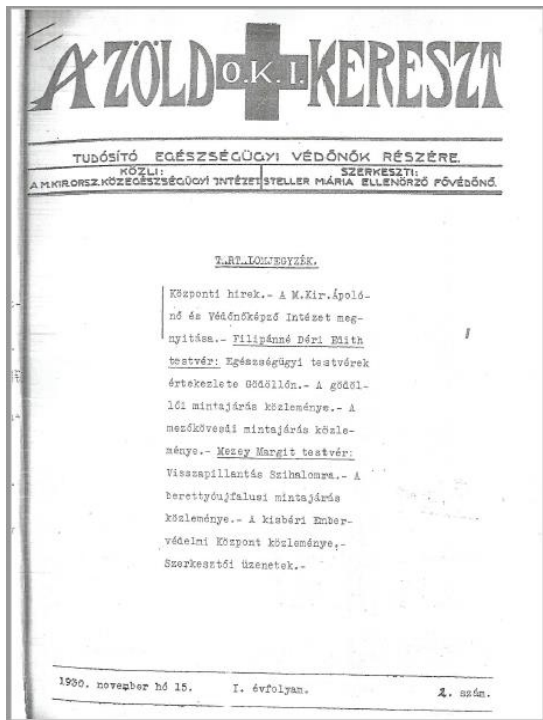 A ZÖLD O.K.I. KERESZT
TUDÓSÍTÓ EGÉSZSÉGÜGYI VÉDŐNŐK RÉSZÉRE.
KÖZLI:
A M.KIR.ORSZ.KÖZEGÉSZSÉGÜGYI INTÉZET
SZERKESZTI:
STELLER MÁRIA ELLENŐRZŐ FŐVÉDŐNŐ.
T.RT.LOMJEGYZÉK.
Központi hirek.- A M.Kir.Ápoló-
nő és Védőnőképző Intézet meg-
nyitása.- Filipánné Déri Edith
testvér: Egészségügyi testvérek
értekezlete Gödöllőn.- A gödöl-
lői mintajárás közleménye.- A
mezőkövesdi mintajárás közle-
ménye.- Mezey Margit testvér:
Visszapillantás Szihalomra.- A
berettyóujfalusi mintajárás
közleménye.- A kisbéri Ember-
védelmi Központ közleménye.-
Szerkesztői üzenetek.-
1930. november hó 15. I. évfolyam. 2. szám.